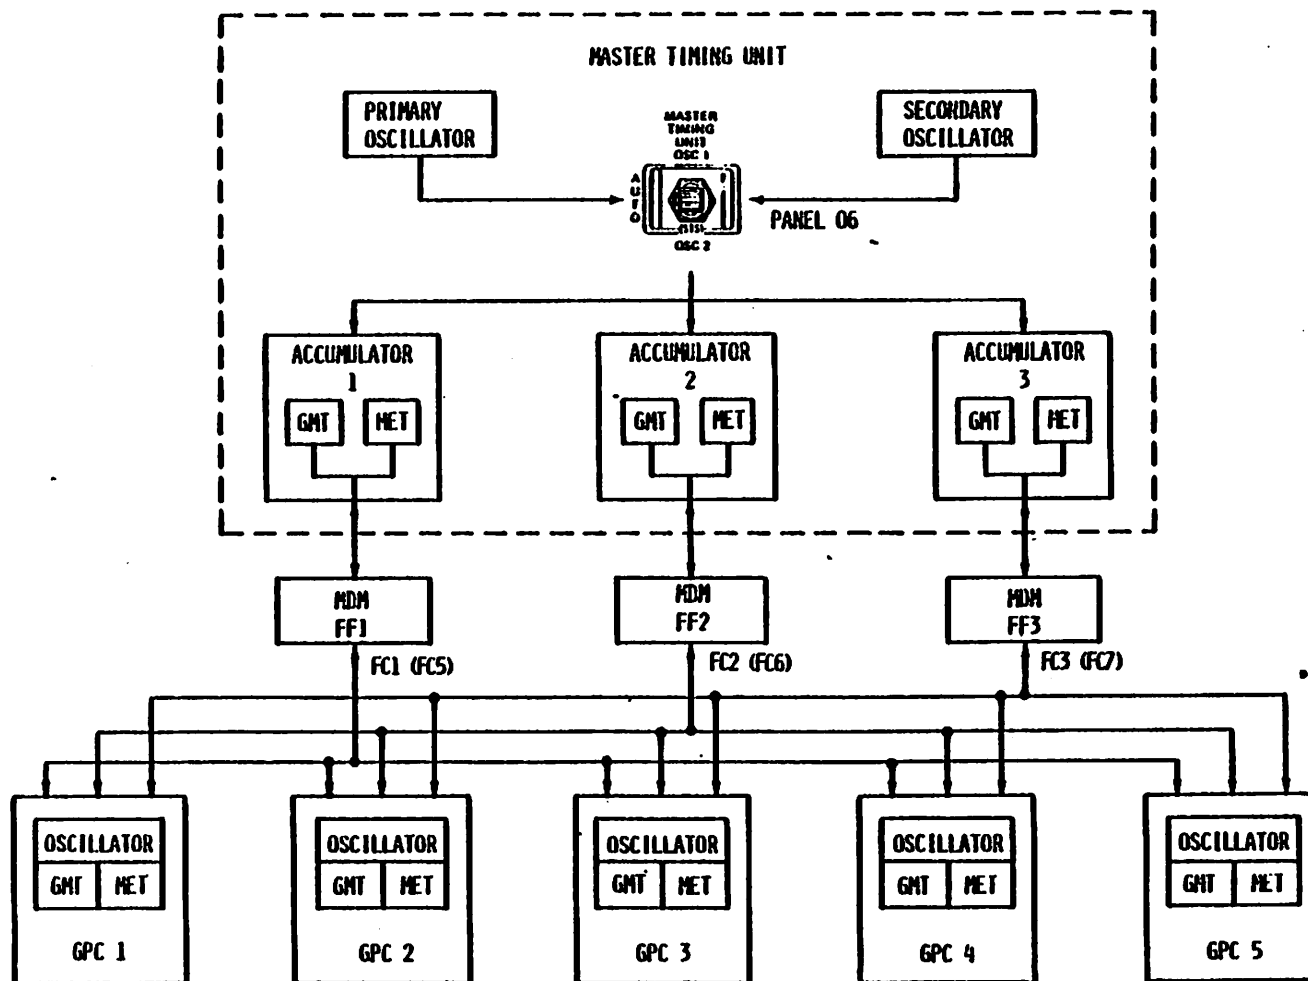 MASTER TIMING UNIT
PRIMARY
OSCILLATOR
MASTER
TIMING
UNIT
OSC 1
AUTO
OSC 2
SECONDARY
OSCILLATOR
PANEL O6
ACCUMULATOR
1
GMT MET
ACCUMULATOR
2
GMT MET
ACCUMULATOR
3
GMT MET
MDM
FF1
MDM
FF2
MDM
FF3
FC1 (FC5)
FC2 (FC6)
FC3 (FC7)
OSCILLATOR
GMT MET
GPC 1
OSCILLATOR
GMT MET
GPC 2
OSCILLATOR
GMT MET
GPC 3
OSCILLATOR
GMT MET
GPC 4
OSCILLATOR
GMT MET
GPC 5